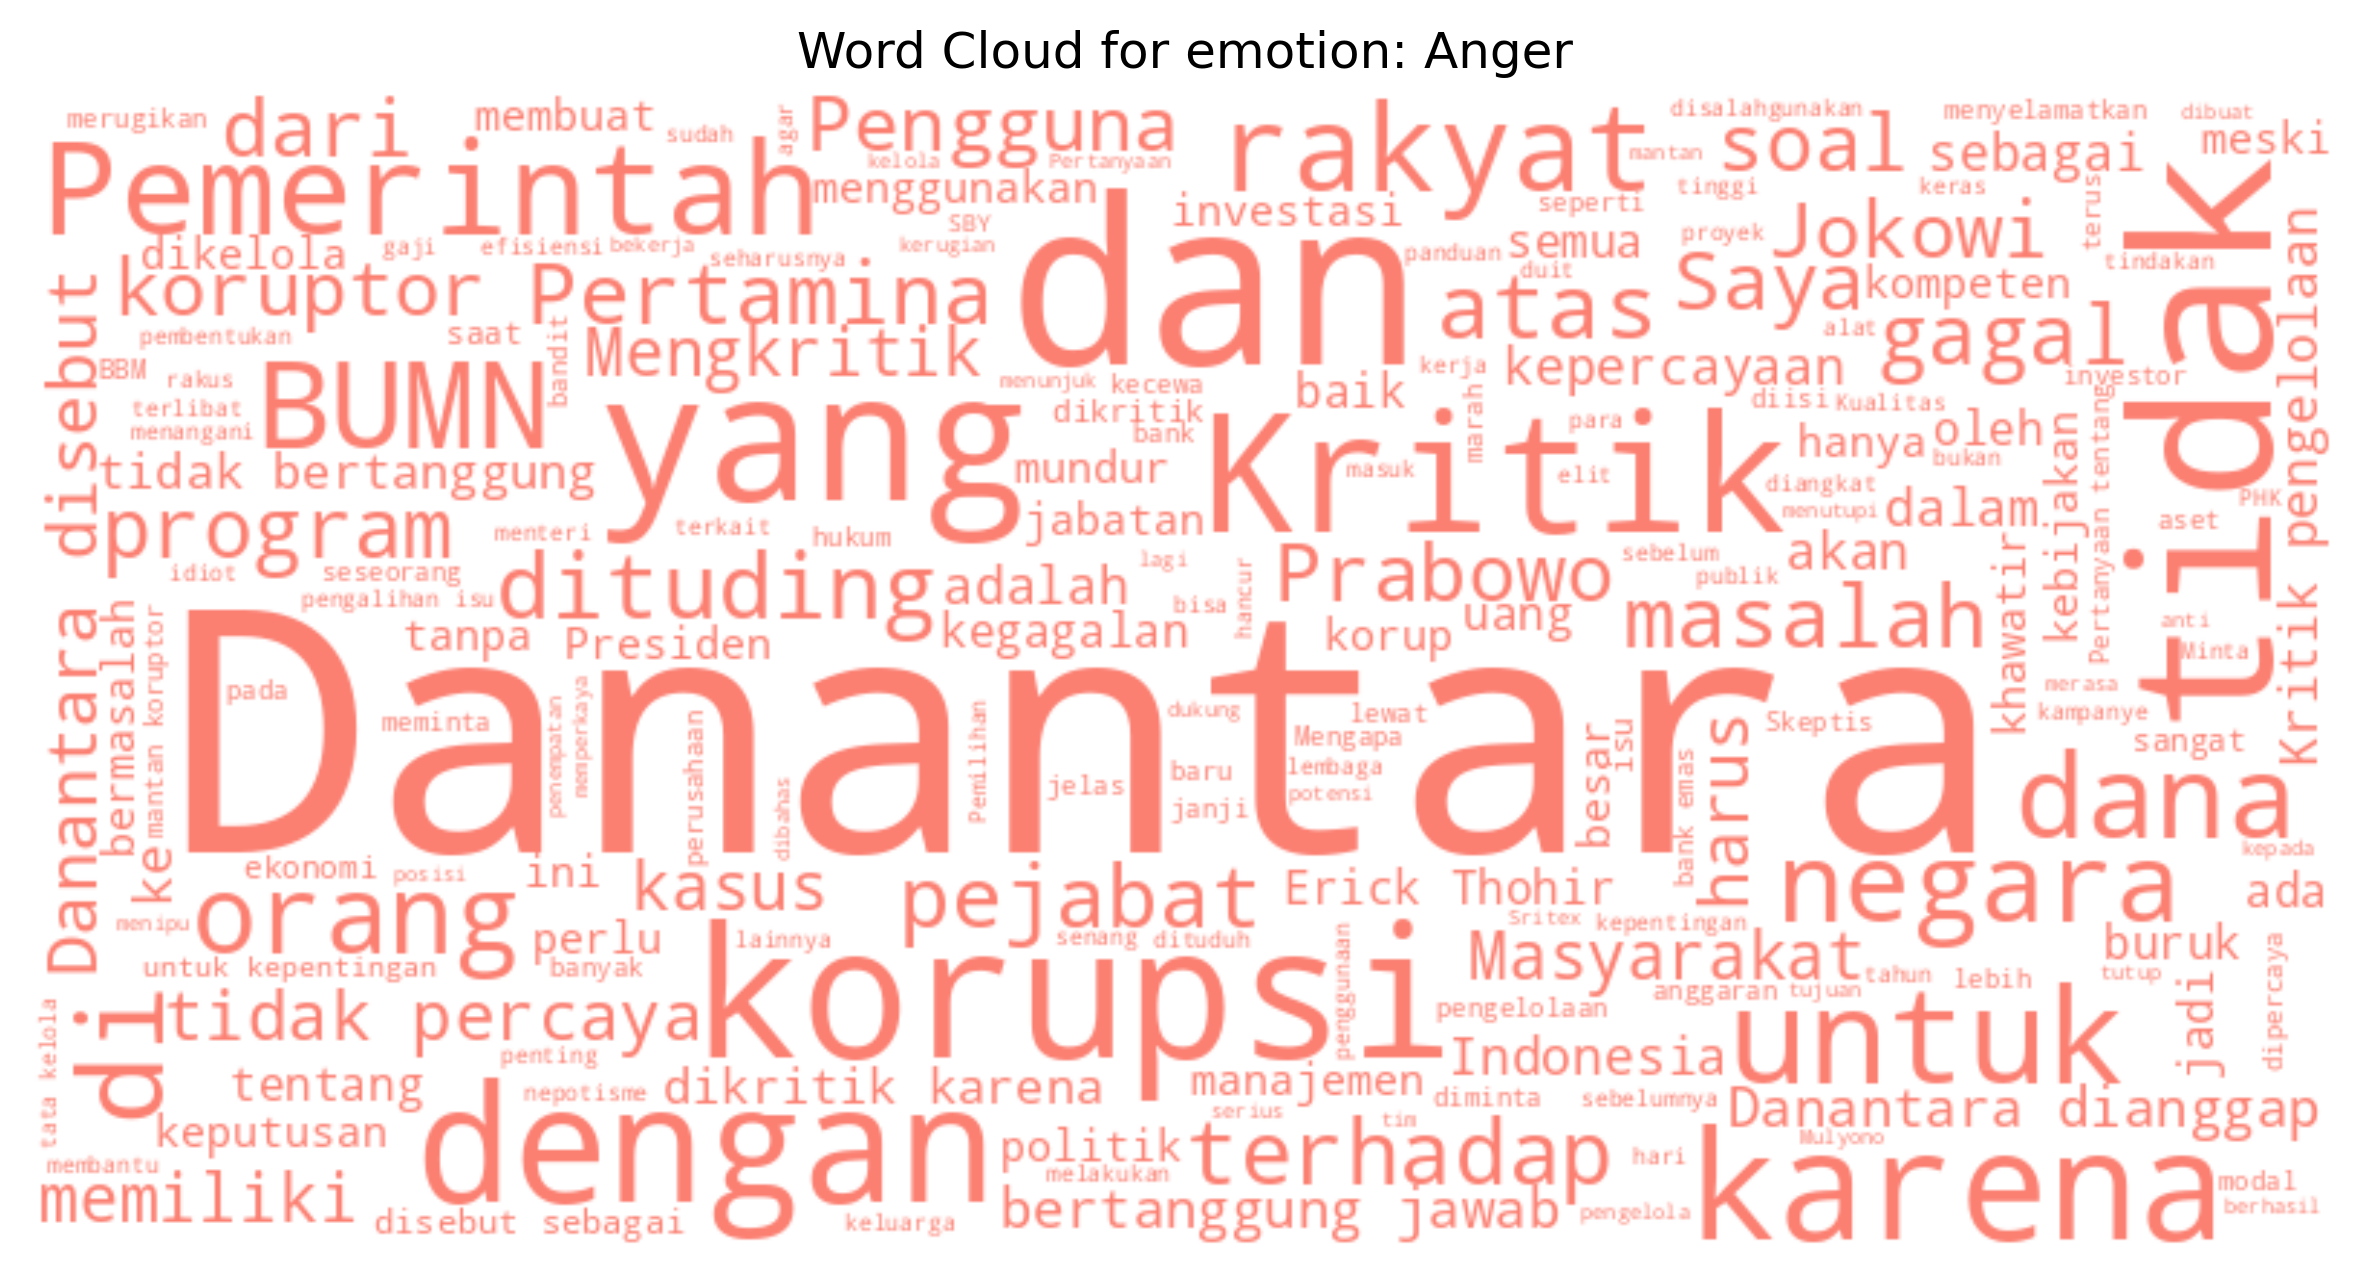 Word Cloud for emotion: Anger
merugikan
dari
membuat
sudah
agar
Pengguna
rakyat
disalahgunakan
menyelamatkan
dibuat
Pemerintah
kelola
Pertanyaan
mantan
soal
sebagai
meski
menggunakan
investasi
seperti
tinggi
keras
terus
tidak
dikelola
gaji
efisiensi
bekerja
SBY
kerugian
dan
panduan
semua
proyek
Jokowi
tindakan
disebut
koruptor
seharusnya
Pertamina
duit
atas
Saya
kompeten
Kritik pengelolaan
pembentukan
saat
bandit
Mengkritik
alat
gagal
BBM
rakus
BUMN
menunjuk
kecewa
baik
kerja
kepercayaan
investor
terlibat
menangani
yang
dikritik
bank
Kritik
marah
para
diisi
Kualitas
hanya
oleh
bukan
kebijakan
Pertanyaan tentang
tidak bertanggung
mundur
masuk
elit
diangkat
menutupi
dalam
PHK
aset
program
menteri
terkait
hukum
jabatan
idiot
seseorang
dituding
adalah
lagi
Prabowo
sebelum
publik
akan
khawatir
pengalihan isu
bisa
hancur
uang
masalah
anti
Minta
Danantara
bermasalah
mantan koruptor
tanpa
Presiden
kegagalan
korup
Danantara
pada
meminta
penempatan
memperkaya
perusahaan
dibahas
Pemilihan
jelas
dukung
baru
janji
lewat
Mengapa
lembaga
potensi
besar
isu
bank emas
harus
Skeptis
merasa
kampanye
sangat
dana
ke
ekonomi
posisi
ini
kasus
pejabat
Erick Thohir
negara
kepada
ada
menipu
orang
perlu
lainnya
senang
dituduh
Sritex
kepentingan
Masyarakat
buruk
untuk kepentingan
banyak
korupsi
penggunaan
anggaran
tujuan
tahun
lebih
tutup
jadi
dipercaya
di
tidak percaya
pengelolaan
untuk
tata kelola
penting
Indonesia
tentang
nepotisme
dikritik karena
manajemen
diminta
sebelumnya
Danantara dianggap
keputusan
dengan
serius
tim
Mulyono
membantu
politik
terhadap
hari
karena
memiliki
melakukan
modal
disebut sebagai
keluarga
bertanggung jawab
pengelola
berhasil